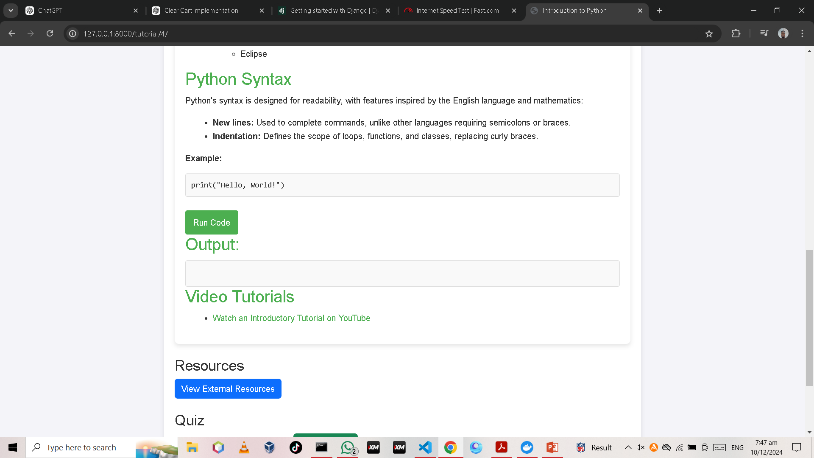 ChatGPT
Clear Cart Implementation
Getting started with Django | Dj
Internet Speed Test | Fast.com
Introduction to Python
127.0.0.1:8000/tutorial/4/
Eclipse
Python Syntax
Python's syntax is designed for readability, with features inspired by the English language and mathematics:
New lines: Used to complete commands, unlike other languages requiring semicolons or braces.
Indentation: Defines the scope of loops, functions, and classes, replacing curly braces.
Example:
print("Hello, World!")
Run Code
Output:
Video Tutorials
Watch an Introductory Tutorial on YouTube
Resources
View External Resources
Quiz
Type here to search
Result
ENG
7:47 am
10/12/2024